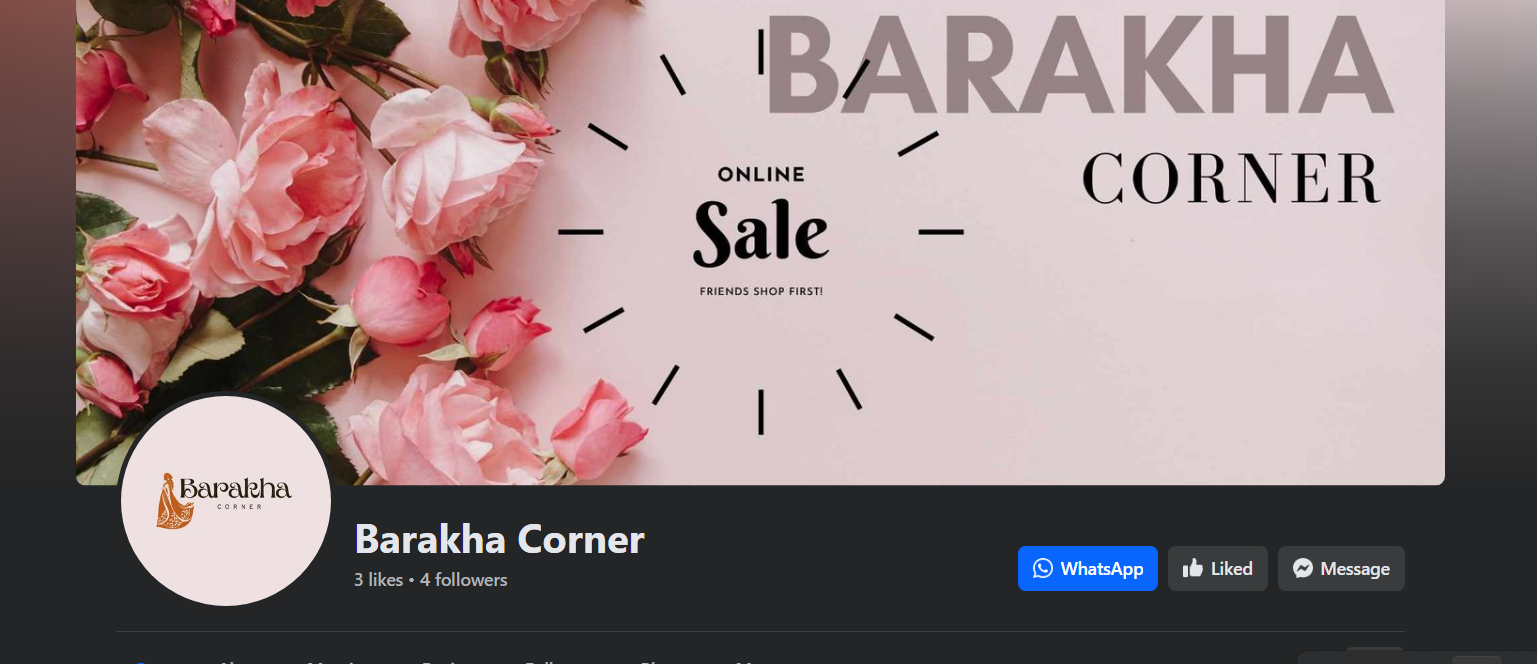 BARAKHA
CORNER
ONLINE
Sale
FRIENDS SHOP FIRST!
Barakha
CORNER
Barakha Corner
3 likes • 4 followers
WhatsApp
Liked
Message